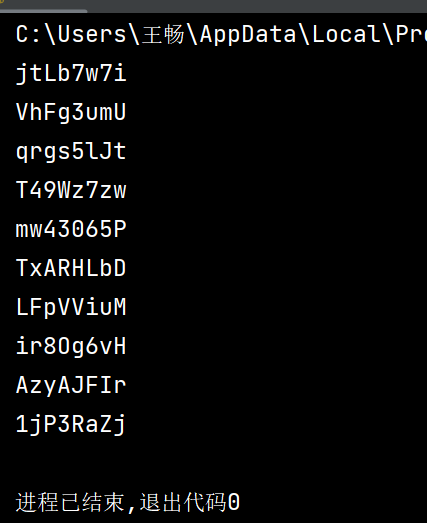 C:\Users\王畅\AppData\Local\Pro
jtLb7w7i
VhFg3umU
qrgs5lJt
T49Wz7zw
mw43065P
TxARHLbD
LFpVViuM
ir8Og6vH
AzyAJFIr
1jP3RaZj
进程已结束,退出代码0